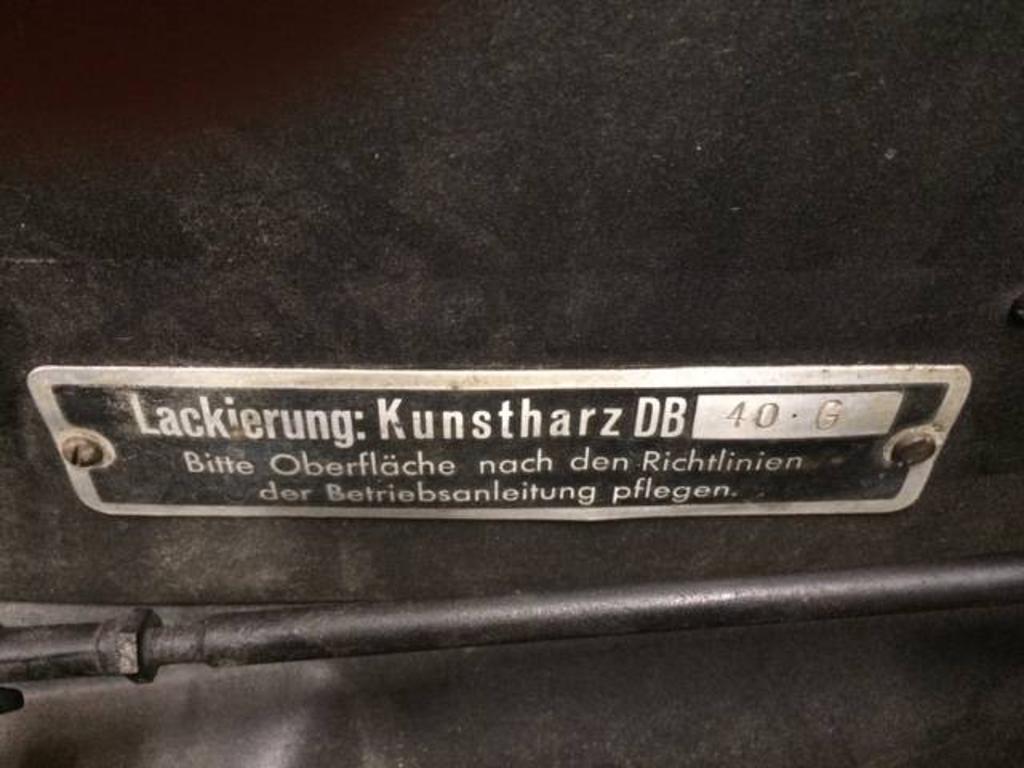 Lackierung: Kunstharz DB 40·G
Bitte Oberfläche nach den Richtlinien
der Betriebsanleitung pflegen.